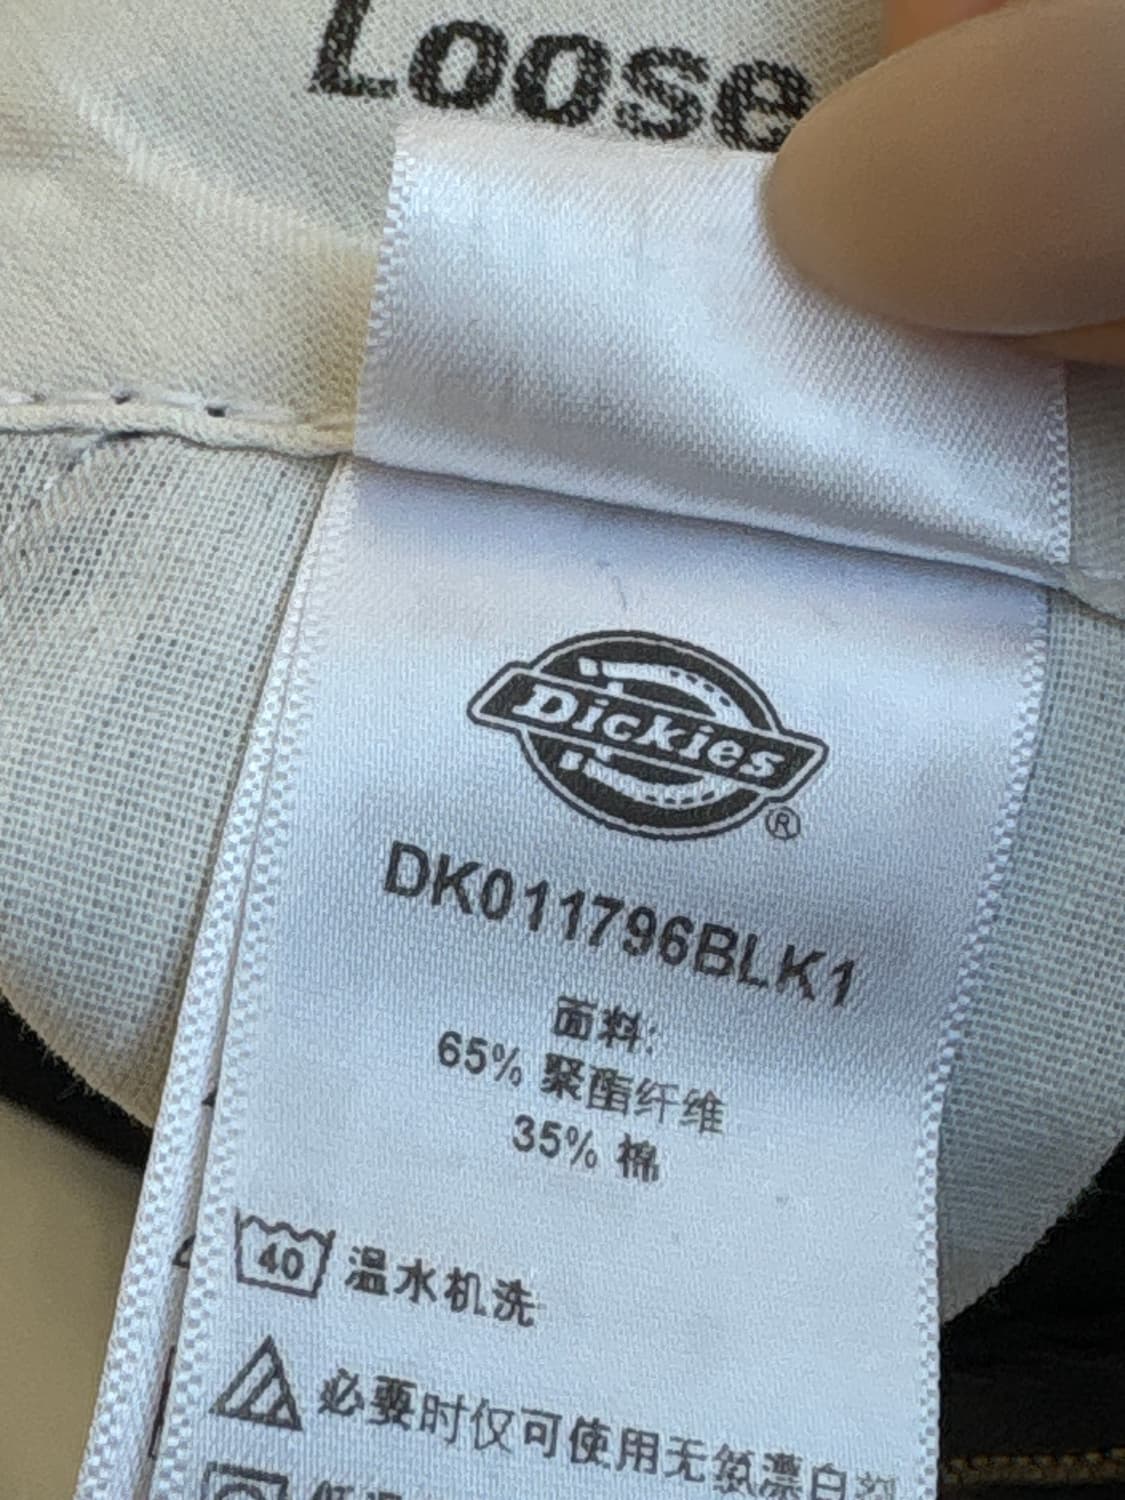 Loose
Dickies®
DK011796BLK1
面料:
65% 聚酯纤维
35% 棉
40 温水机洗
必要时仅可使用无氯漂白剂